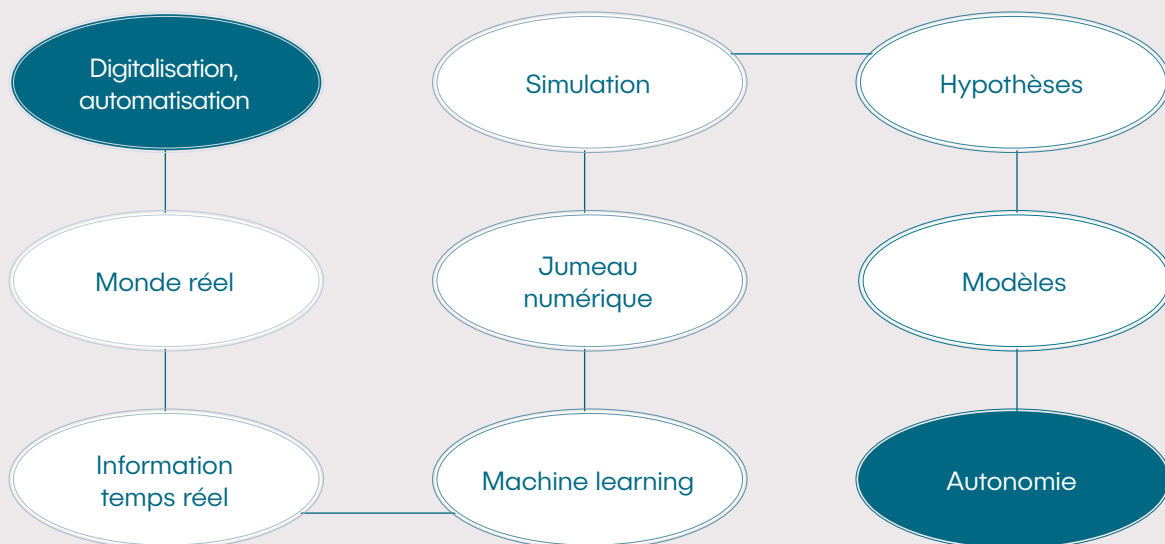 Digitalisation,
automatisation
Monde réel
Information
temps réel
Machine learning
Jumeau
numérique
Simulation
Hypothèses
Modèles
Autonomie